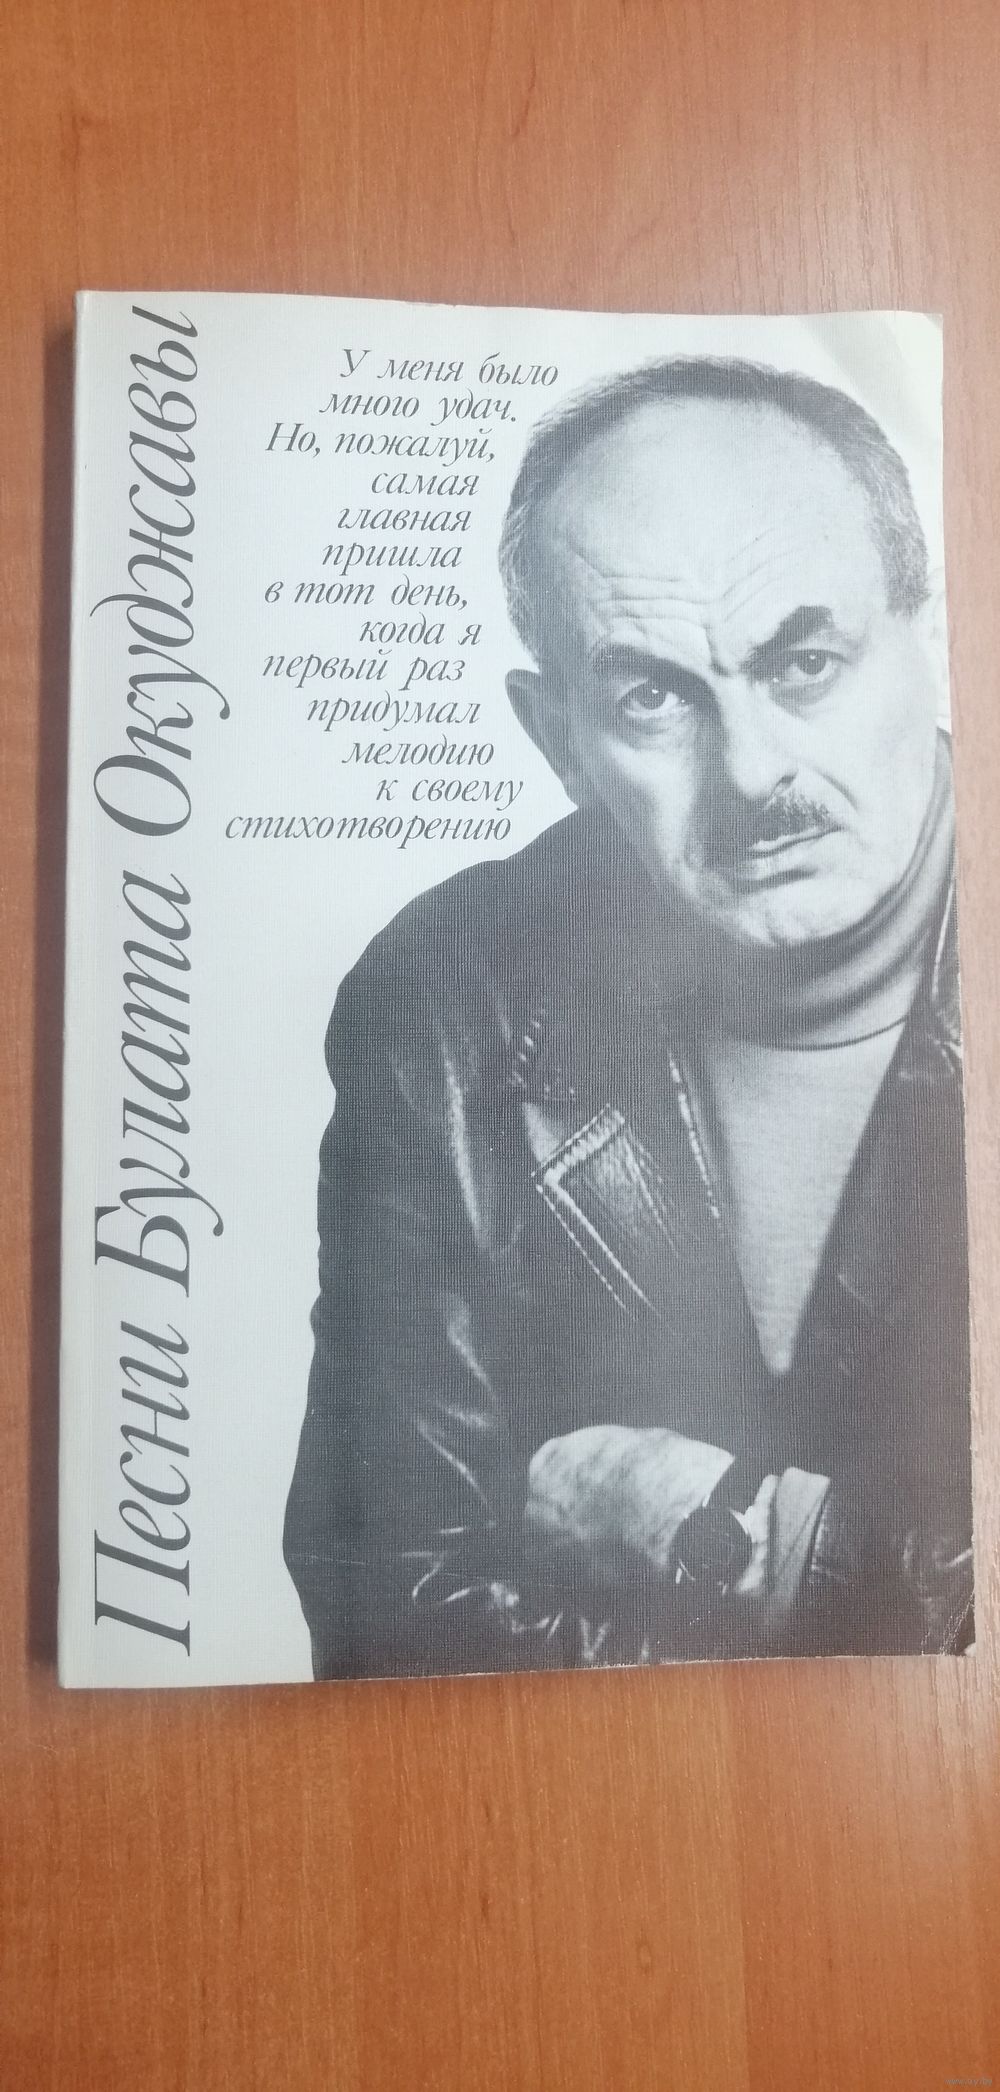 Песни Булата Окуджавы
У меня было
много удач.
Но, пожалуй,
самая
главная
пришла
в тот день,
когда я
первый раз
придумал
мелодию
к своему
стихотворению